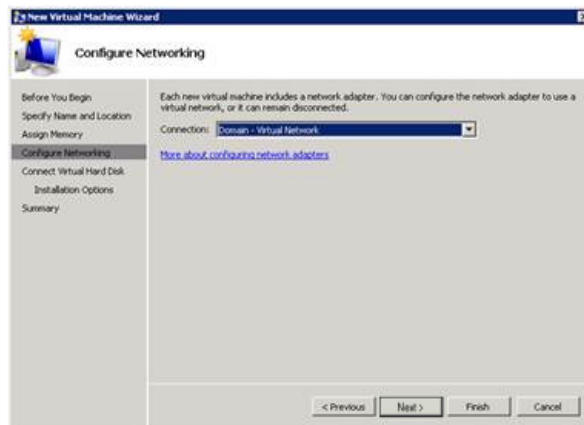 New Virtual Machine Wizard
Configure Networking
Before You Begin
Specify Name and Location
Assign Memory
Configure Networking
Connect Virtual Hard Disk
Installation Options
Summary
Each new virtual machine includes a network adapter. You can configure the network adapter to use a
virtual network, or it can remain disconnected.
Connection: Domain - Virtual Network
More about configuring network adapters
< Previous Next > Finish Cancel